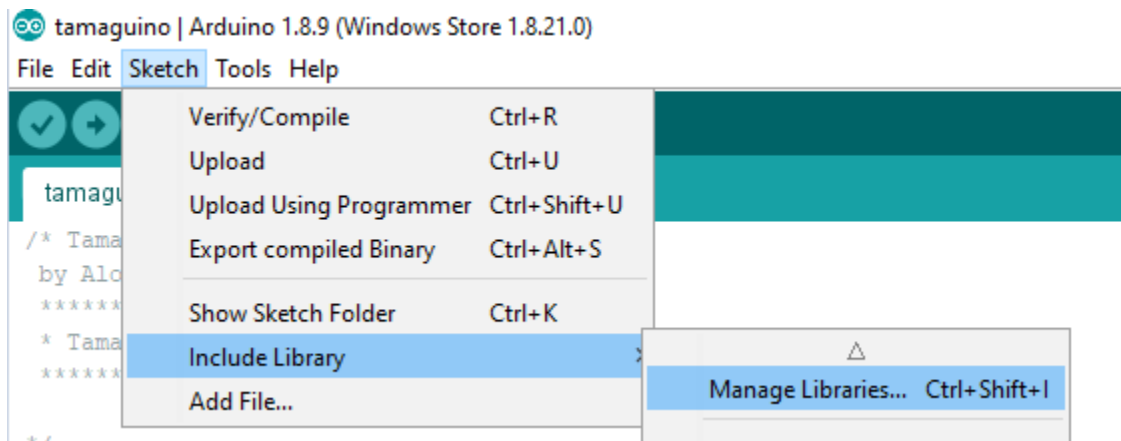 tamaguino | Arduino 1.8.9 (Windows Store 1.8.21.0)
File Edit Sketch Tools Help
Verify/Compile Ctrl+R
Upload Ctrl+U
tamagu
Upload Using Programmer Ctrl+Shift+U
/* Tama
Export compiled Binary Ctrl+Alt+S
by Alo
******
Show Sketch Folder Ctrl+K
* Tama
Include Library
******
Manage Libraries... Ctrl+Shift+I
Add File...